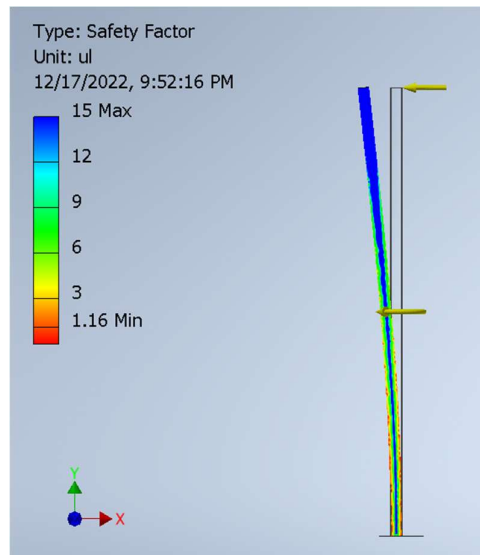 Type: Safety Factor
Unit: ul
12/17/2022, 9:52:16 PM
15 Max
12
9
6
3
1.16 Min
Y
X